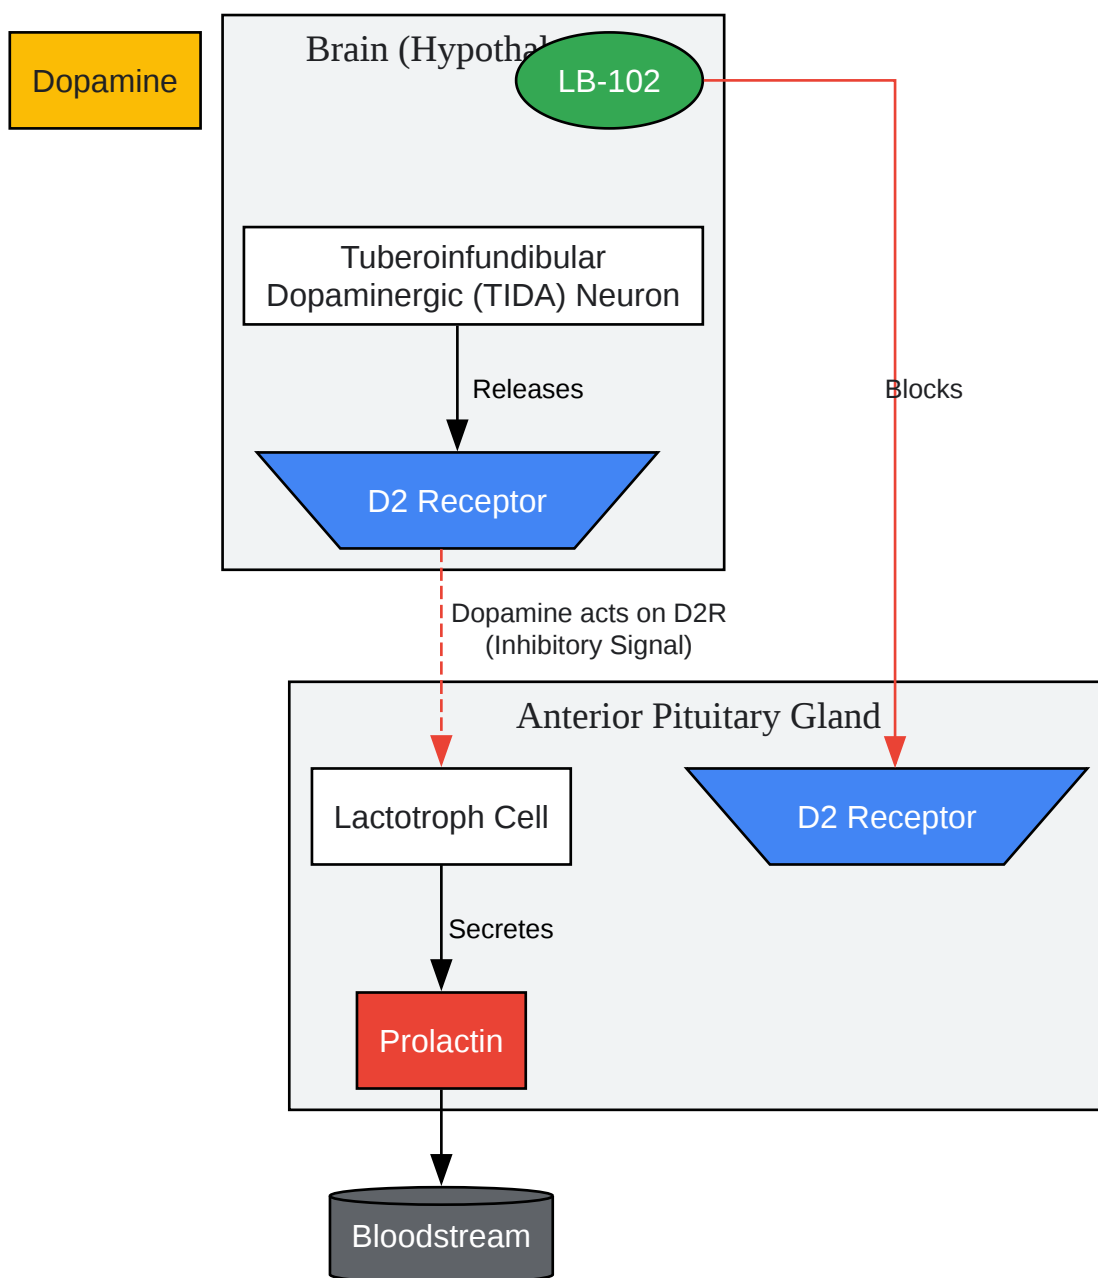 Dopamine
Brain (Hypothal
LB-102
Tuberoinfundibular
Dopaminergic (TIDA) Neuron
Releases
Blocks
D2 Receptor
Dopamine acts on D2R
(Inhibitory Signal)
Anterior Pituitary Gland
Lactotroph Cell
D2 Receptor
Secretes
Prolactin
Bloodstream